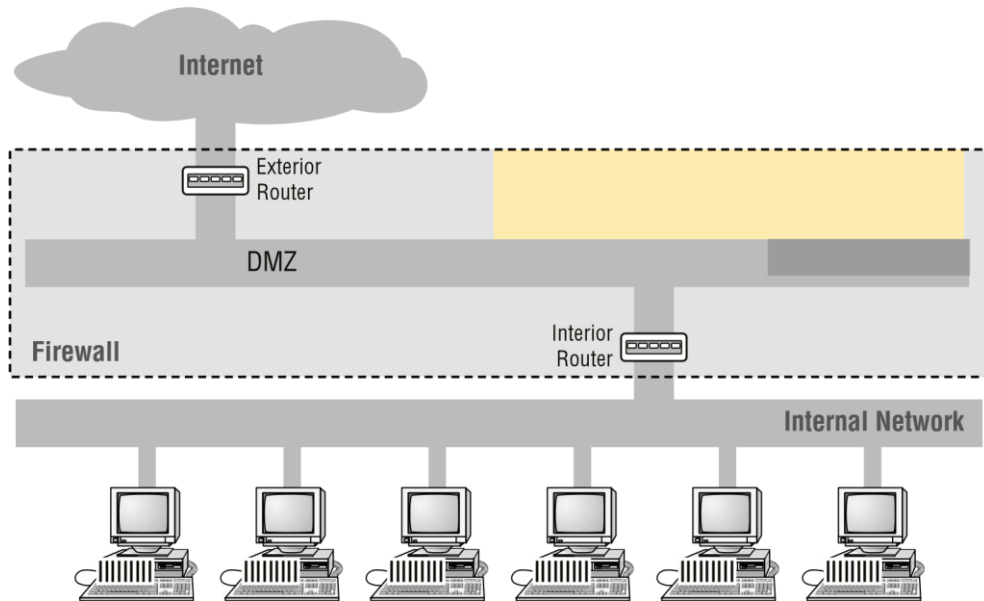 Internet
Exterior
Router
DMZ
Interior
Router
Firewall
Internal Network